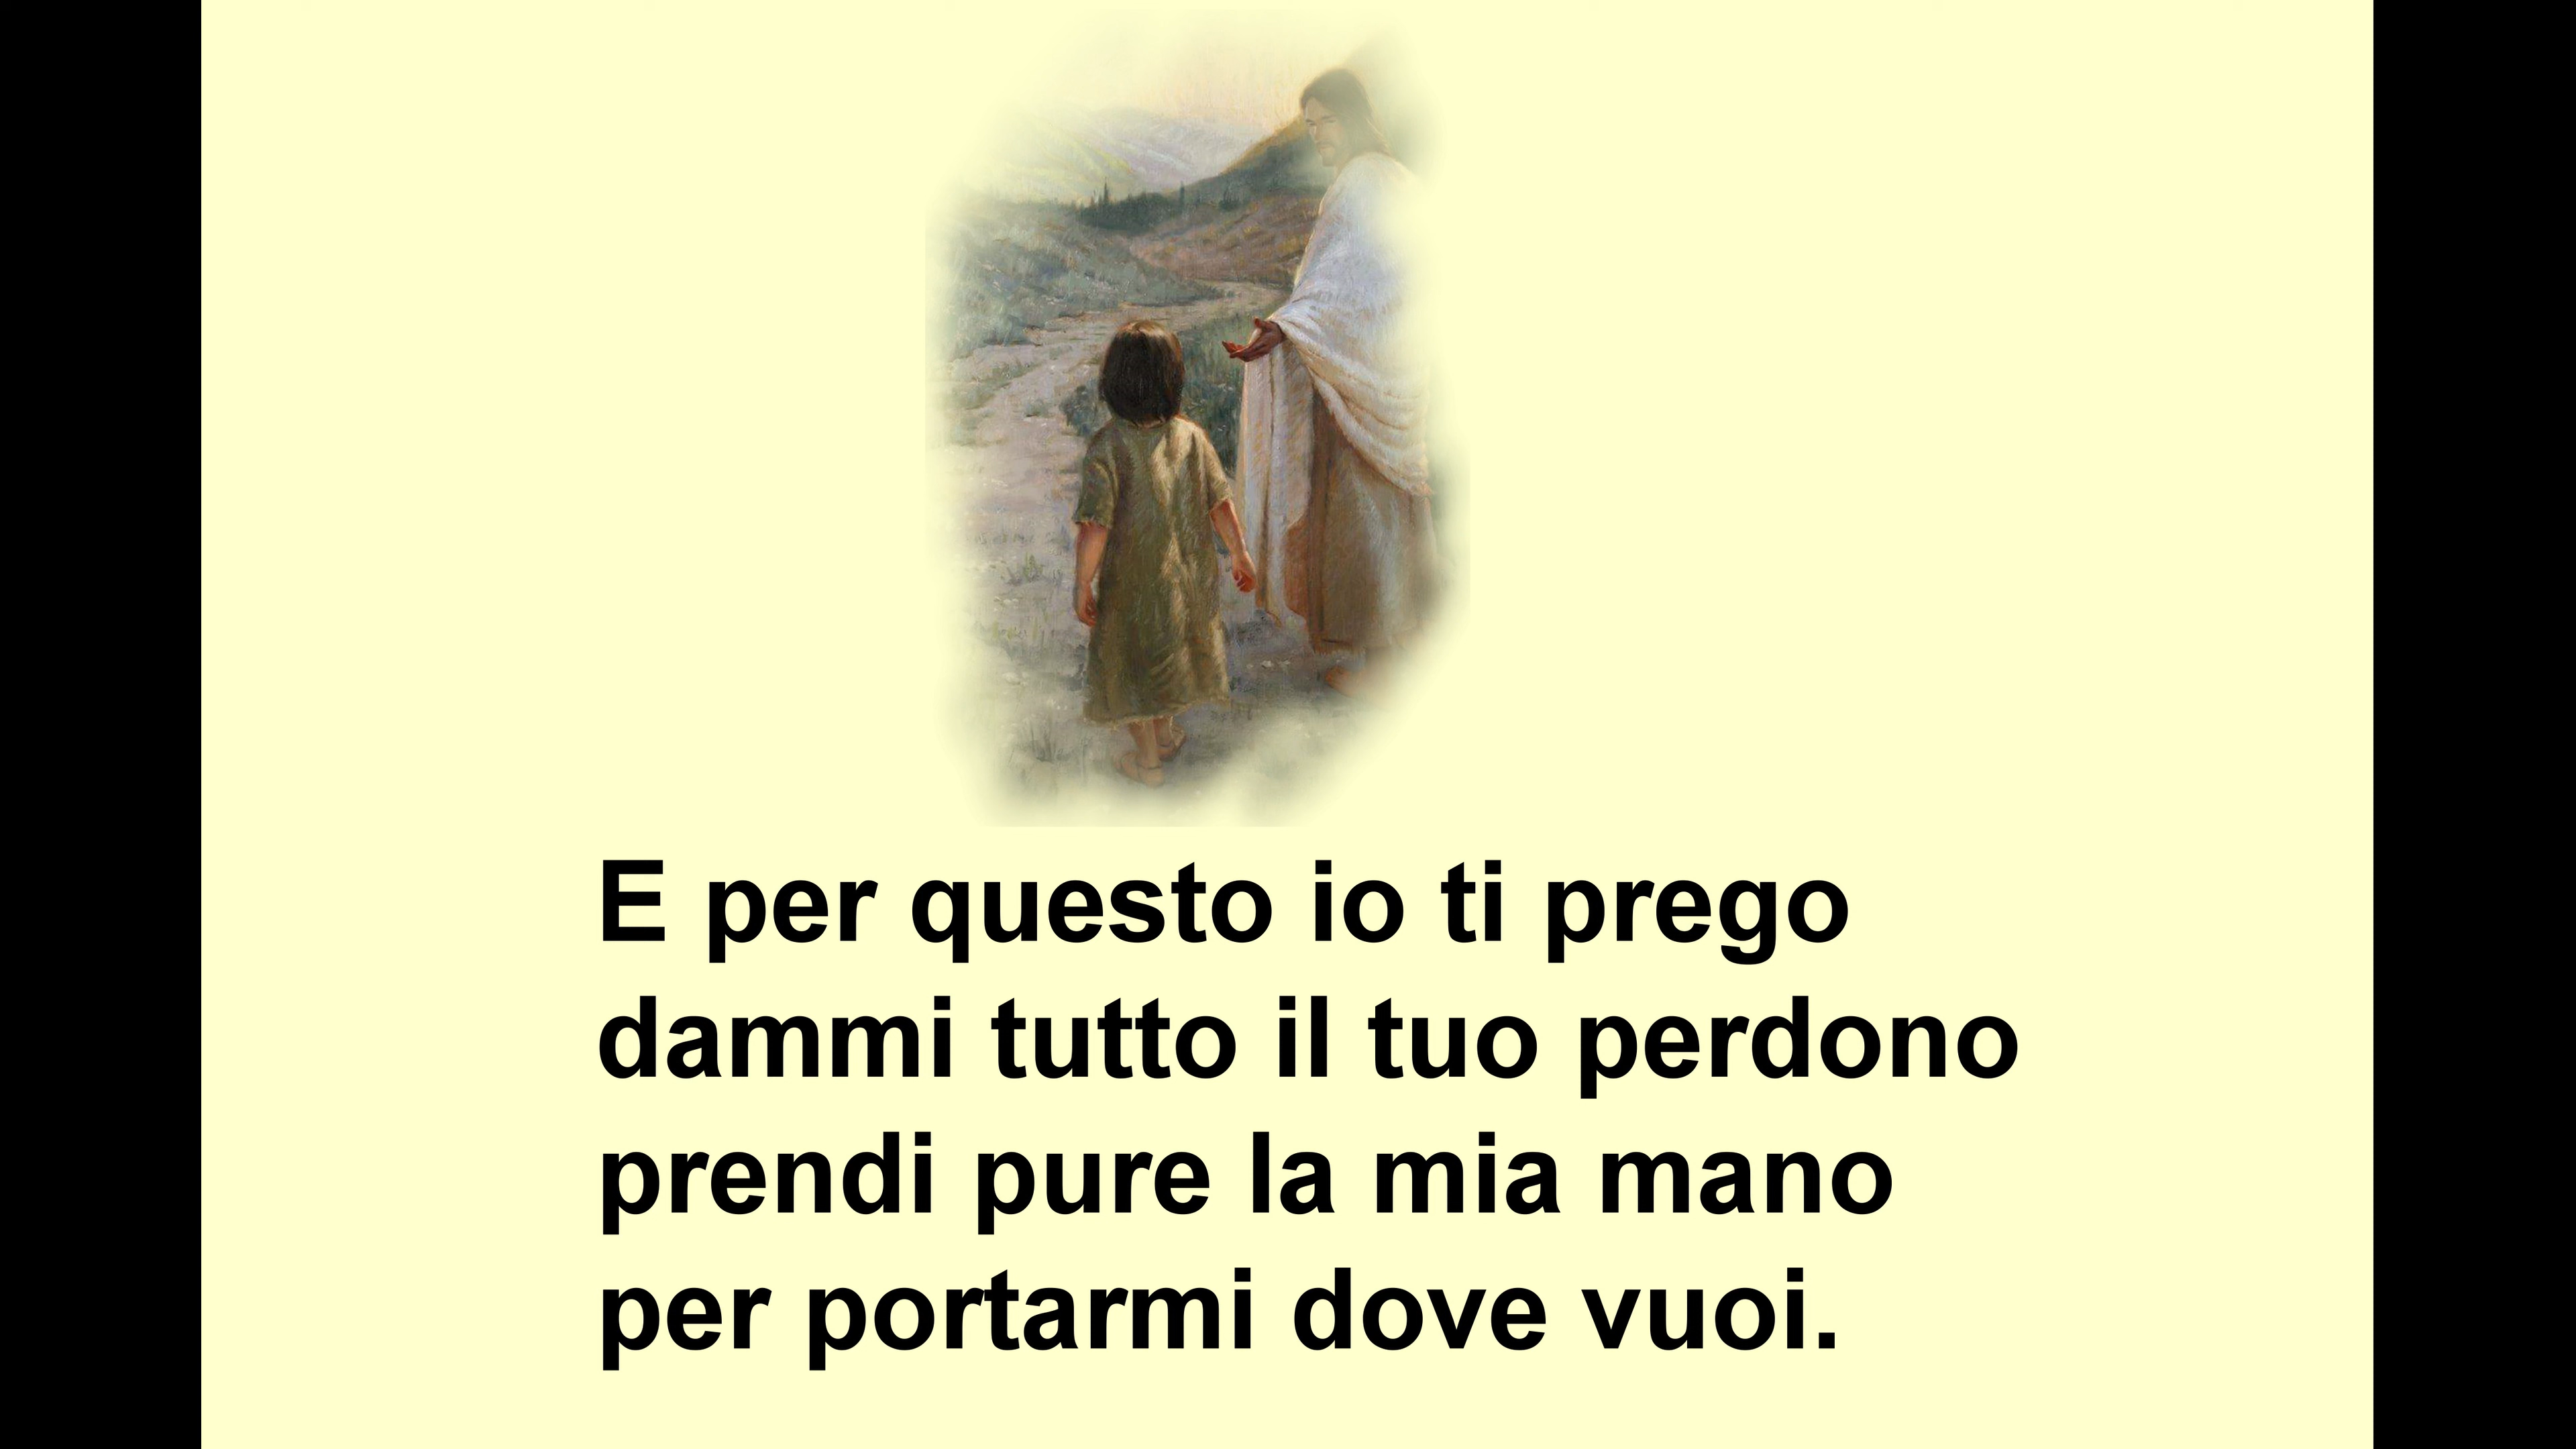 E per questo io ti prego
dammi tutto il tuo perdono
prendi pure la mia mano
per portarmi dove vuoi.